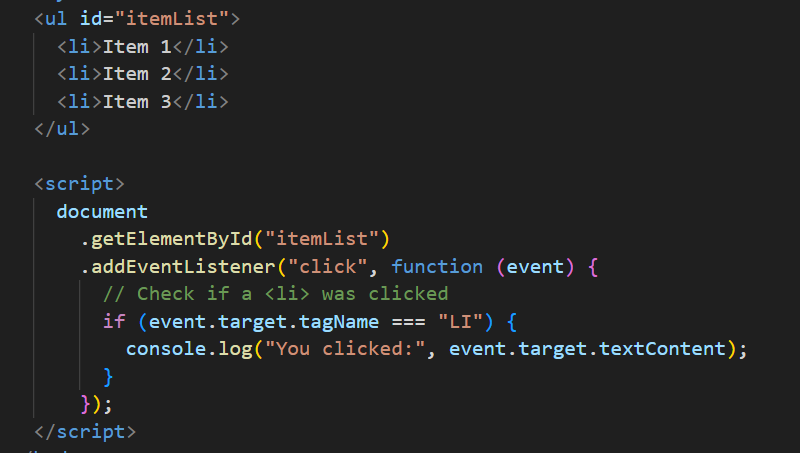 <ul id="itemList">
  <li>Item 1</li>
  <li>Item 2</li>
  <li>Item 3</li>
</ul>

<script>
  document
    .getElementById("itemList")
    .addEventListener("click", function (event) {
      // Check if a <li> was clicked
      if (event.target.tagName === "LI") {
        console.log("You clicked:", event.target.textContent);
      }
    });
</script>